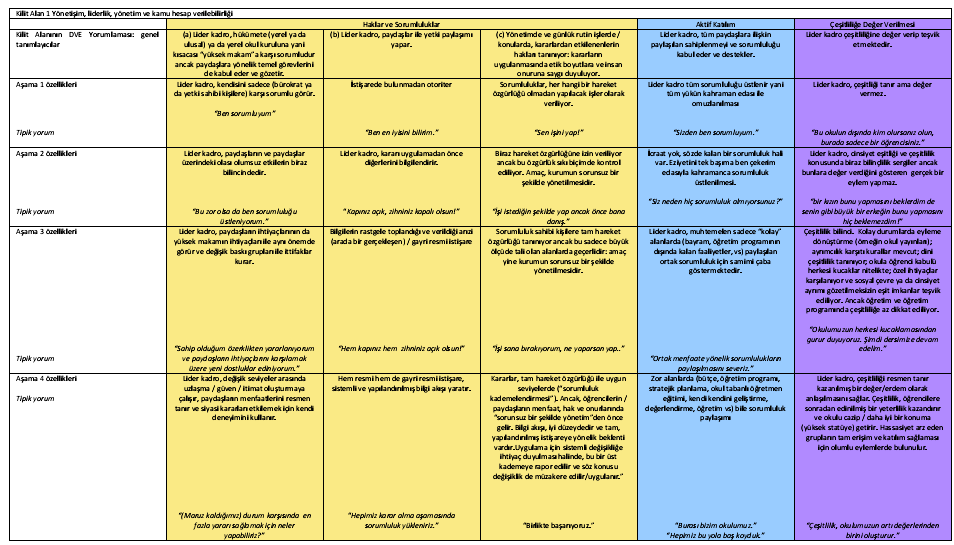 Kilit Alan 1 Yönetişim, liderlik, yönetim ve kamu hesap verilebilirliği
Haklar ve Sorumluluklar
Aktif Katılım
Çeşitliliğe Değer Verilmesi
Kilit Alanının DVE Yorumlaması: genel
tanımlayıcılar
(a) Lider kadro, hükümete (yerel ya da
ulusal) ya da yerel okul kuruluna yani
kısacası “yüksek makam”a karşı sorumludur
ancak paydaşlara yönelik temel görevlerini
de kabul eder ve gözetir.
(b) Lider kadro, paydaşlar ile yetki paylaşımı
yapar.
(c) Yönetimde ve günlük rutin işlerde /
konularda, kararlardan etkilenenlerin
hakları tanınıyor: kararların
uygulanmasında etik boyutlara ve insan
onuruna saygı duyuluyor.
Lider kadro, tüm paydaşlara ilişkin
paylaşılan sahiplenmeyi ve sorumluluğu
kabul eder ve destekler.
Lider kadro çeşitliliğine değer verip teşvik
etmektedir.
Aşama 1 özellikleri
Lider kadro, kendisini sadece (bürokrat ya
da yetki sahibi kişilere) karşı sorumlu görür.
“Ben sorumluyum”
İstişarede bulunmadan otoriter
Sorumluluklar, her hangi bir hareket
özgürlüğü olmadan yapılacak işler olarak
veriliyor.
Lider kadro tüm sorumluluğu üstlenir yani
tüm yükün kahraman edası ile
omuzlanılması
Lider kadro, çeşitliliği tanır ama değer
vermez.
Tipik yorum
“Ben en iyisini bilirim.”
“Sen işini yap!”
“Sizden ben sorumluyum.”
“Bu okulun dışında kim olursanız olun,
burada sadece bir öğrencisiniz.”
Aşama 2 özellikleri
Lider kadro, paydaşların ve paydaşlar
üzerindeki olası olumsuz etkilerin biraz
bilincindedir.
Lider kadro, kararı uygulamadan önce
diğerlerini bilgilendirir.
Biraz hareket özgürlüğüne izin veriliyor
ancak bu özgürlük sıkı biçimde kontrol
ediliyor. Amaç, kurumun sorunsuz bir
şekilde yönetilmesidir.
İcraat yok, sözde kalan bir sorumluluk hali
var. Eziyetini tek başıma ben çekerim
edasıyla kahramanca sorumluluk
üstlenilmesi.
Lider kadro, cinsiyet eşitliği ve çeşitlilik
konusunda biraz bilinçlilik sergiler ancak
bunlara değer verdiğini gösteren gerçek bir
eylem yapmaz.
Tipik yorum
“Bu zor olsa da ben sorumluluğu
üstleniyorum.”
“Kapınız açık, zihniniz kapalı olsun!”
“İşi istediğin şekilde yap ancak önce bana
danış.”
“Siz neden hiç sorumluluk almıyorsunuz?”
“bir kızın bunu yapmasını beklerdim de
senin gibi büyük bir erkeğin bunu yapmasını
hiç beklemezdim!”
Aşama 3 özellikleri
Lider kadro, paydaşların ihtiyaçlarının da
yüksek makamın ihtiyaçları ile aynı önemde
görür ve değişik baskı grupları ile ittifaklar
kurar.
Bilgilerin rastgele toplandığı ve verildiği arızi
(arada bir gerçekleşen) / gayri resmi istişare
Sorumluluk sahibi kişilere tam hareket
özgürlüğü tanınıyor ancak bu sadece büyük
ölçüde tali olan alanlarda geçerlidir: amaç
yine kurumun sorunsuz bir şekilde
yönetilmesidir.
Lider kadro, muhtemelen sadece “kolay”
alanlarda (bayram, öğretim programının
dışında kalan faaliyetler, vs) paylaşılan
ortak sorumluluk için samimi çaba
göstermektedir.
Çeşitlilik bilinci. Kolay durumlarda eyleme
dönüştürme (örneğin okul yayınları);
ayrımcılık karşıtı kurallar mevcut; dini
çeşitlilik tanınıyor; okula öğrenci kabulü
herkesi kucaklar nitelikte; özel ihtiyaçlar
karşılanıyor ve sosyal çevre ya da cinsiyet
ayrımı gözetilmeksizin eşit imkanlar teşvik
ediliyor. Ancak öğretim ve öğretim
programında çeşitliliğe az dikkat ediliyor.
“Okulumuzun herkesi kucaklamasından
gurur duyuyoruz. Şimdi dersimize devam
edelim.”
Tipik yorum
“Sahip olduğum özerklikten yararlanıyorum
ve paydaşların ihtiyaçlarını karşılamak
üzere yeni dostluklar ediniyorum.”
“Hem kapınız hem zihniniz açık olsun!”
“İşi sana bırakıyorum, ne yaparsan yap..”
“Ortak menfaate yönelik sorumlulukların
paylaşılmasını severiz.”
Aşama 4 özellikleri
Tipik yorum
Lider kadro, değişik seviyeler arasında
uzlaşma / güven / itimat oluşturmaya
çalışır, paydaşların menfaatlerini resmen
tanır ve siyasi kararları etkilemek için kendi
deneyimini kullanır.
Hem resmi hem de gayri resmi istişare,
sistemli ve yapılandırılmış bilgi akışı yaratır.
Kararlar, tam hareket özgürlüğü ile uygun
seviyelerde (“sorumluluk
kademelendirmesi”). Ancak, öğrencilerin /
paydaşların menfaat, hak ve onurlarında
“sorunsuz bir şekilde yönetim”den önce
gelir. Bilgi akışı, iyi düzeydedir ve tam,
yapılandırılmış istişareye yönelik beklenti
vardır.Uygulama için sistemli değişikliğe
ihtiyaç duyulması halinde, bu bir üst
kademeye rapor edilir ve söz konusu
değişiklik de müzakere edilir/uygulanır.”
Zor alanlarda (bütçe, öğretim programı,
stratejik planlama, okul tabanlı öğretmen
eğitimi, kendi kendini geliştirme,
değerlendirme, öğretim vs) bile sorumluluk
paylaşımı
Lider kadro, çeşitliliği resmen tanır
kazanılmış bir değer/erdem olarak
anlaşılmasını sağlar. Çeşitlilik, öğrencilere
sonradan edinilmiş bir yeterlilik kazandırır
ve okulu cazip / daha iyi bir konuma
(yüksek statüye) getirir. Hassasiyet arz eden
grupların tam erişim ve katılım sağlaması
için olumlu eylemlerde bulunulur.
“(Maruz kaldığımız) durum karşısında en
fazla yararı sağlamak için neler
yapabiliriz?”
“Hepimiz karar alma aşamasında
sorumluluk yükleniriz.”
“Birlikte başarıyoruz.”
“Burası bizim okulumuz.”
“Hepimiz bu yola baş koyduk.”
“Çeşitlilik, okulumuzun artı değerlerinden
birini oluşturur.”